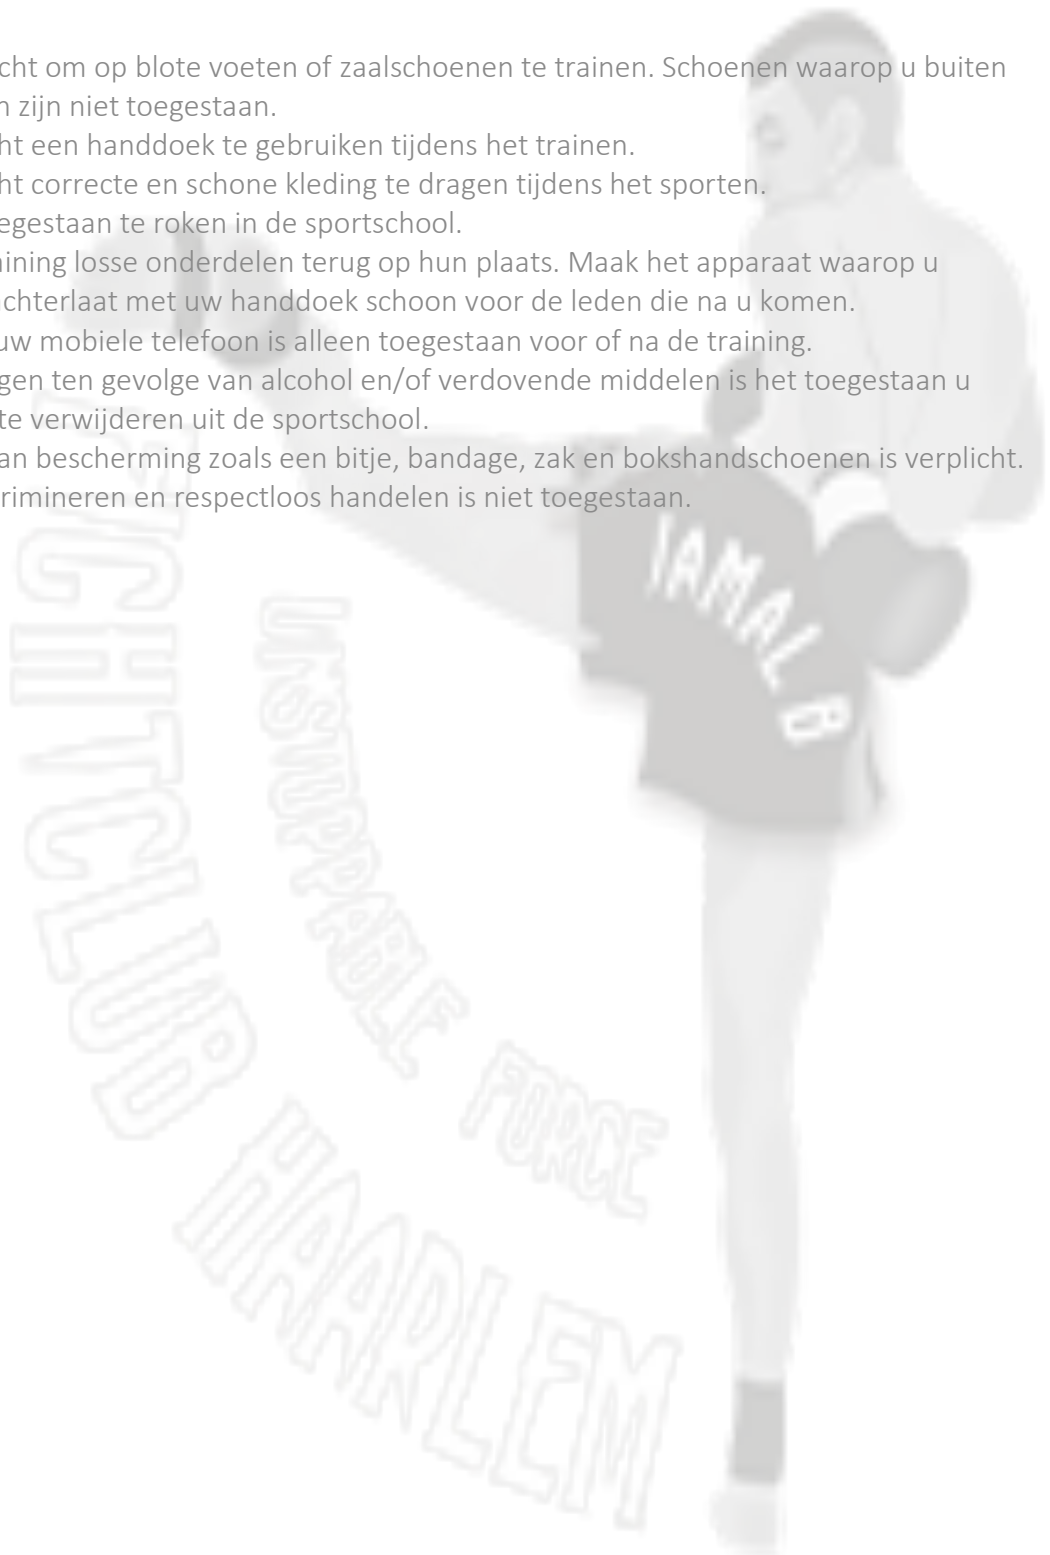 cht om op blote voeten of zaalschoenen te trainen. Schoenen waarop u buiten
n zijn niet toegestaan.
ht een handdoek te gebruiken tijdens het trainen.
ht correcte en schone kleding te dragen tijdens het sporten.
egestaan te roken in de sportschool.
ining losse onderdelen terug op hun plaats. Maak het apparaat waarop u
achterlaat met uw handdoek schoon voor de leden die na u komen.
uw mobiele telefoon is alleen toegestaan voor of na de training.
gen ten gevolge van alcohol en/of verdovende middelen is het toegestaan u
te verwijderen uit de sportschool.
an bescherming zoals een bitje, bandage, zak en bokshandschoenen is verplicht.
rimineren en respectloos handelen is niet toegestaan.
JAMAL B
FIGHTCLUB HAARLEM
UNSTOPPABLE FORCE